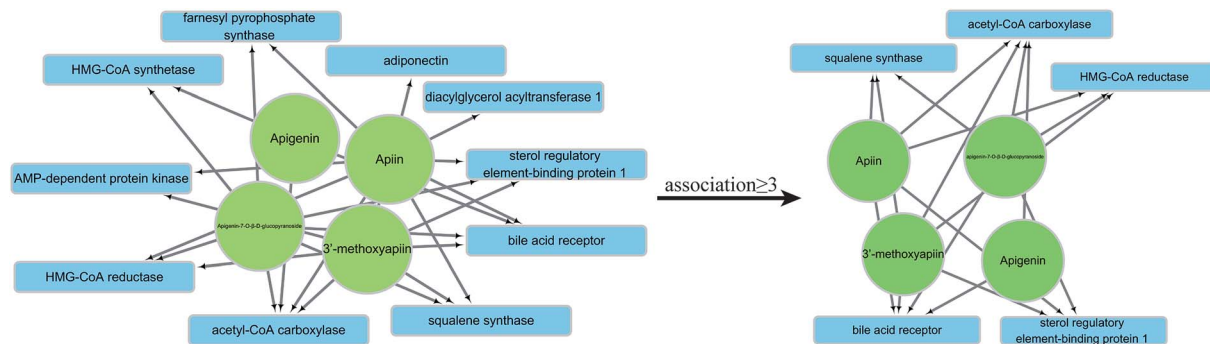 farnesyl pyrophosphate
synthase
HMG-CoA synthetase
adiponectin
diacylglycerol acyltransferase 1
Apigenin
Apiin
AMP-dependent protein kinase
sterol regulatory
element-binding protein 1
Apigenin-7-O-β-D-glucopyranoside
3'-methoxyapiin
bile acid receptor
HMG-CoA reductase
acetyl-CoA carboxylase
squalene synthase
association≥3
acetyl-CoA carboxylase
squalene synthase
HMG-CoA reductase
Apiin
apigenin-7-O-β-D-glucopyranoside
3'-methoxyapiin
Apigenin
bile acid receptor
sterol regulatory
element-binding protein 1